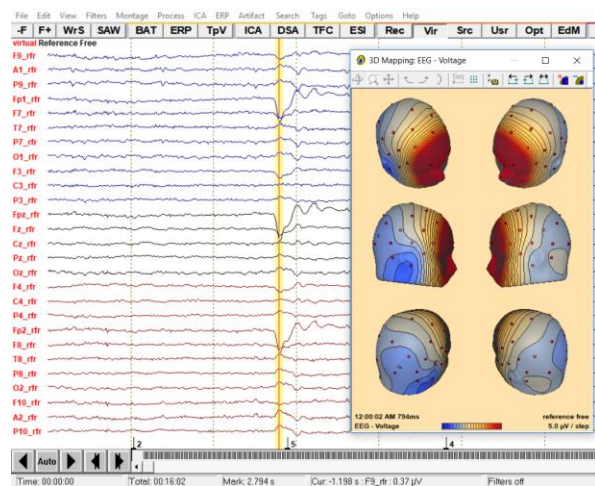 File Edit View Filters Montage Process ICA ERP Artifact Search Tags Goto Options Help
-F F+ WrS SAW BAT ERP TpV ICA DSA TFC ESI Rec Vir Src Usr Opt EdM
virtual Reference Free
F9_rfr
A1_rfr
P9_rfr
Fp1_rfr
F7_rfr
T7_rfr
P7_rfr
O1_rfr
F3_rfr
C3_rfr
P3_rfr
Fpz_rfr
Fz_rfr
Cz_rfr
Pz_rfr
Oz_rfr
F4_rfr
C4_rfr
P4_rfr
Fp2_rfr
F8_rfr
T8_rfr
P8_rfr
O2_rfr
F10_rfr
A2_rfr
P10_rfr
3D Mapping: EEG - Voltage
12:00:02 AM 794ms reference free
EEG - Voltage 5.0 µV / step
2 5 4
Auto
Time: 00:00:00 Total: 00:16:02 Mark: 2.794 s Cur: -1.198 s : F9_rfr : 0.37 µV Filters off